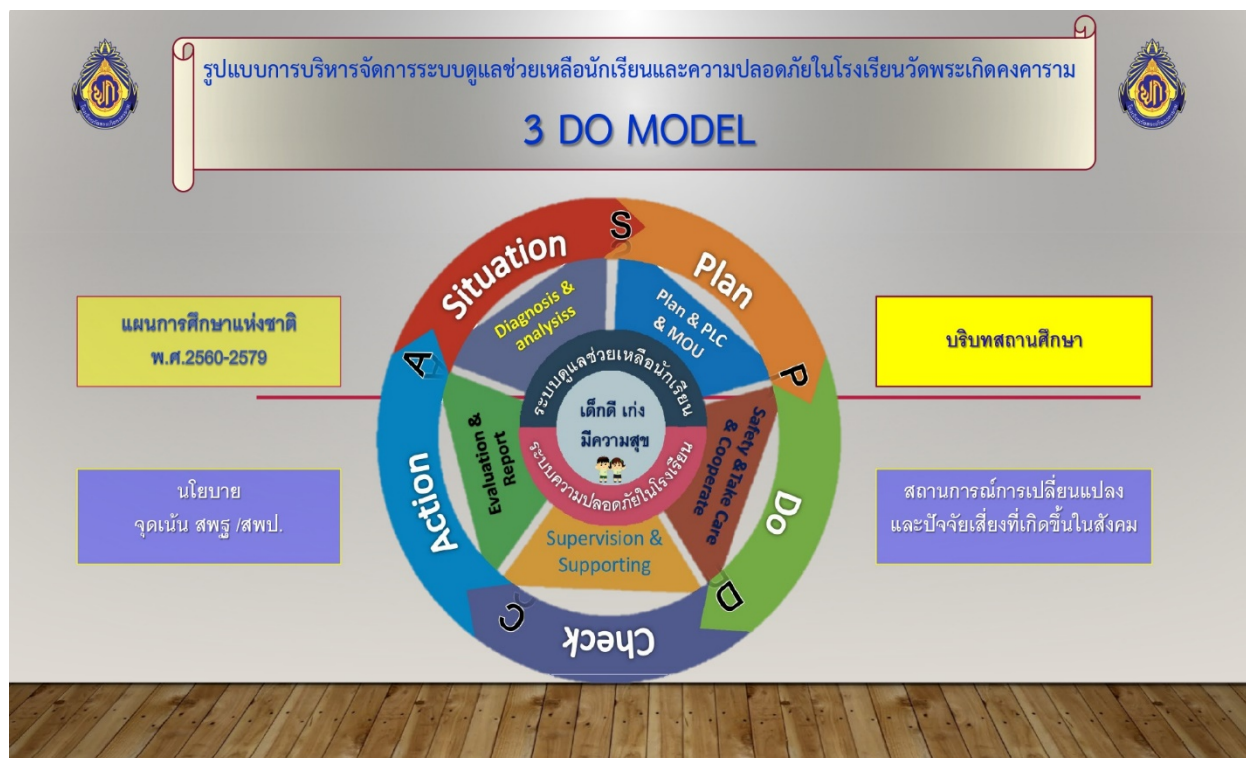 รูปแบบการบริหารจัดการระบบดูแลช่วยเหลือนักเรียนและความปลอดภัยในโรงเรียนวัดพระเกิดคงคาราม
3 DO MODEL
แผนการศึกษาแห่งชาติ
พ.ศ.2560-2579
นโยบาย
จุดเน้น สพฐ /สพป.
บริบทสถานศึกษา
สถานการณ์การเปลี่ยนแปลง
และปัจจัยเสี่ยงที่เกิดขึ้นในสังคม
Situation
S
Plan
P
Do
D
Check
C
Action
A
Diagnosis &
analysiss
Plan & PLC
& MOU
Safety &Take Care
& Cooperate
Supervision &
Supporting
Evaluation &
Report
ระบบดูแลช่วยเหลือนักเรียน
เด็กดี เก่ง
มีความสุข
ระบบความปลอดภัยในโรงเรียน